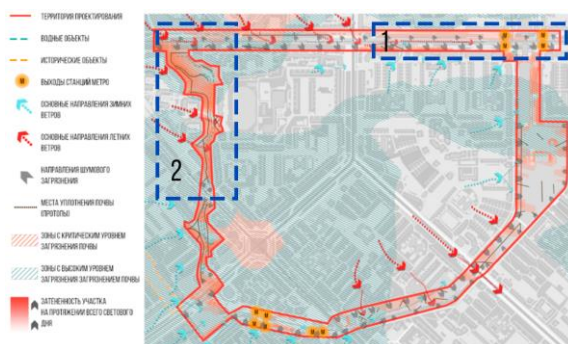 ТЕРРИТОРИЯ ПРОЕКТИРОВАНИЯ
ВОДНЫЕ ОБЪЕКТЫ
ИСТОРИЧЕСКИЕ ОБЪЕКТЫ
ВЫХОДЫ СТАНЦИЙ МЕТРО
ОСНОВНЫЕ НАПРАВЛЕНИЯ ЗИМНИХ
ВЕТРОВ
ОСНОВНЫЕ НАПРАВЛЕНИЯ ЛЕТНИХ
ВЕТРОВ
НАПРАВЛЕНИЯ ШУМОВОГО
ЗАГРЯЗНЕНИЯ
МЕСТА УПЛОТНЕНИЯ ПОЧВЫ
(ПРОТОПЫ)
ЗОНЫ С КРИТИЧЕСКИМ УРОВНЕМ
ЗАГРЯЗНЕНИЯ ПОЧВЫ
ЗОНЫ С ВЫСОКИМ УРОВНЕМ
ЗАГРЯЗНЕНИЯ ЗАГРЯЗНЕНИЕМ ПОЧВЫ
ЗАТЕНЕННОСТЬ УЧАСТКА
НА ПРОТЯЖЕНИИ ВСЕГО СВЕТОВОГО
ДНЯ
1
2